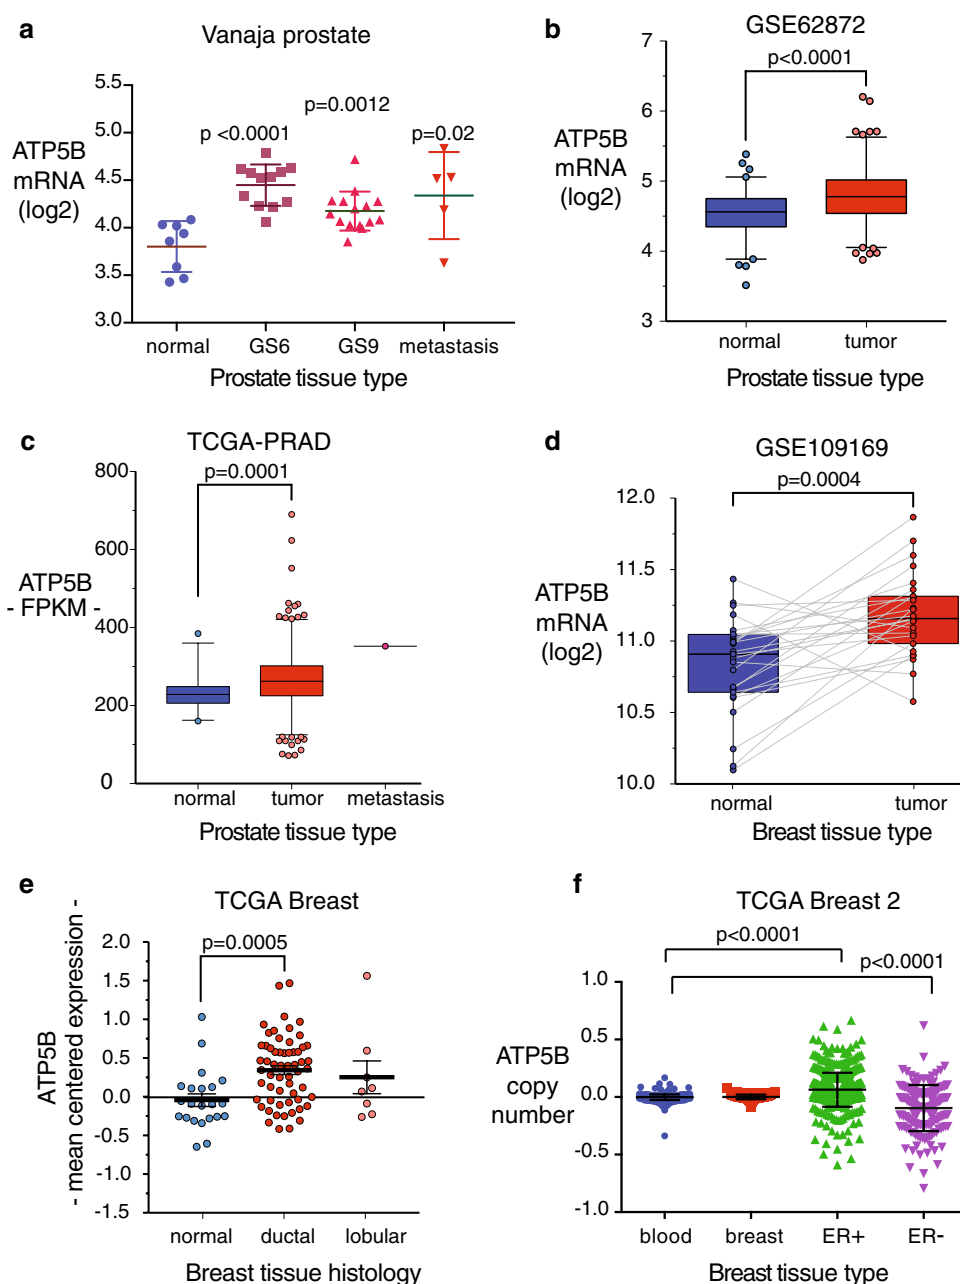 a
Vanaja prostate
5.5
5.0
4.5
4.0
3.5
3.0
ATP5B
mRNA
(log2)
p <0.0001
p=0.0012
p=0.02
normal GS6 GS9 metastasis
Prostate tissue type
b
GSE62872
p<0.0001
7
6
5
4
3
ATP5B
mRNA
(log2)
normal tumor
Prostate tissue type
c
TCGA-PRAD
p=0.0001
800
600
400
200
0
ATP5B
- FPKM -
normal tumor metastasis
Prostate tissue type
d
GSE109169
p=0.0004
12.0
11.5
11.0
10.5
10.0
ATP5B
mRNA
(log2)
normal tumor
Breast tissue type
e
TCGA Breast
p=0.0005
2.0
1.5
1.0
0.5
0.0
-0.5
-1.0
-1.5
ATP5B
- mean centered expression -
normal ductal lobular
Breast tissue histology
f
TCGA Breast 2
p<0.0001
p<0.0001
1.0
0.5
0.0
-0.5
-1.0
ATP5B
copy
number
blood breast ER+ ER-
Breast tissue type